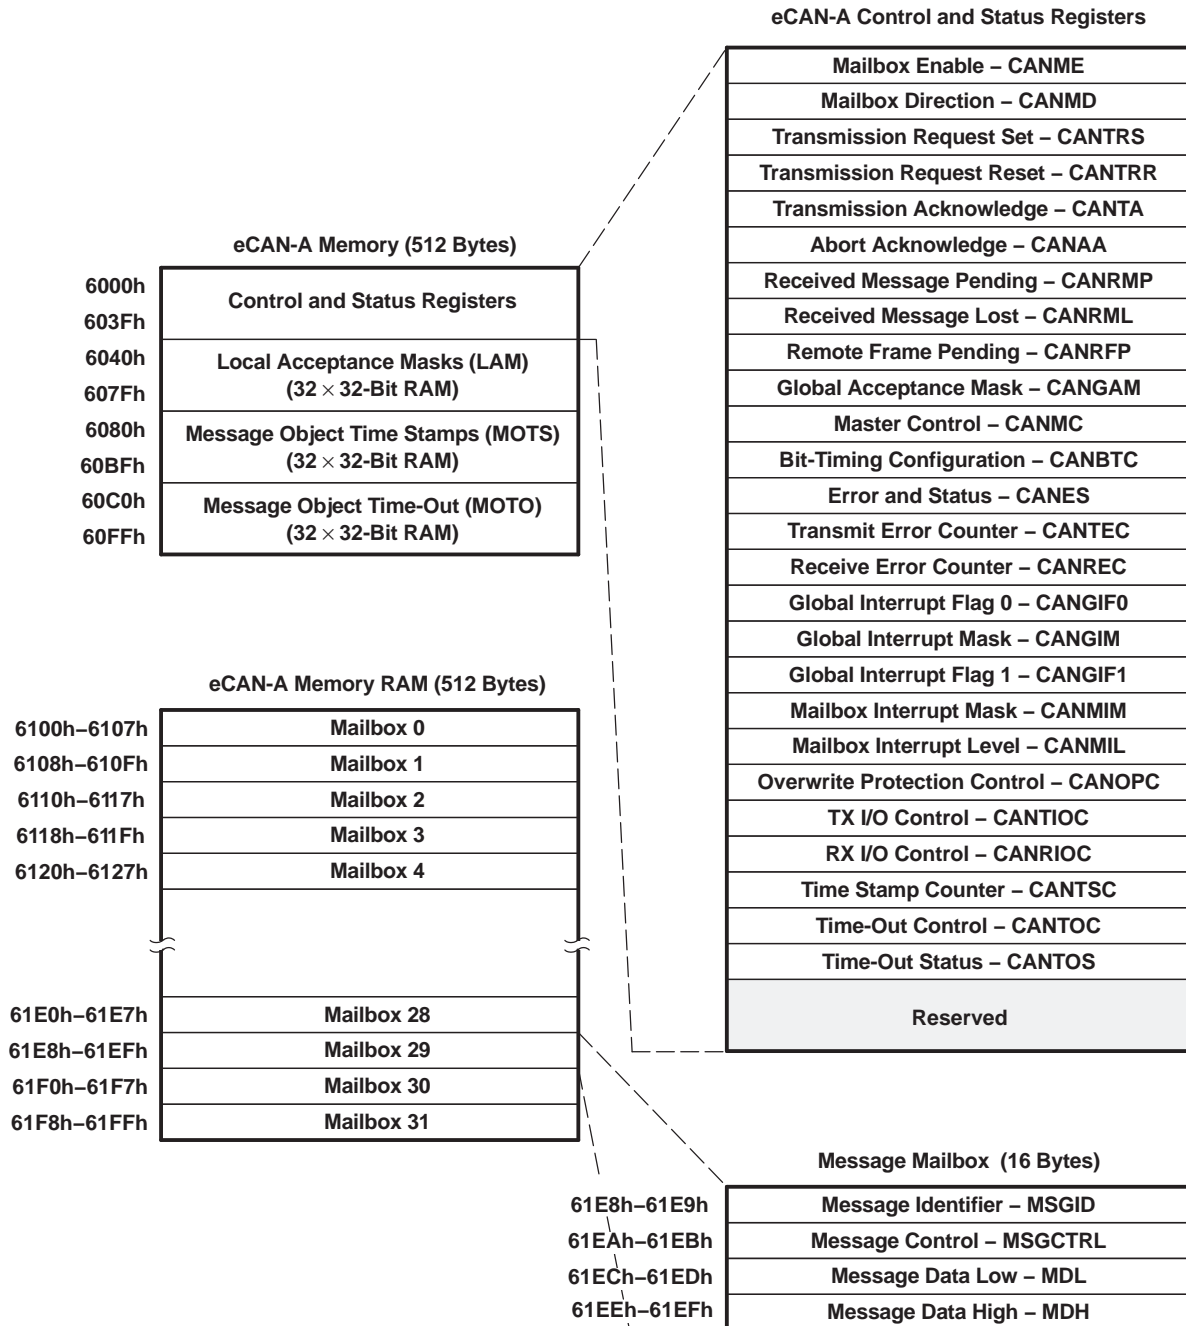 eCAN-A Control and Status Registers
Mailbox Enable – CANME
Mailbox Direction – CANMD
Transmission Request Set – CANTRS
Transmission Request Reset – CANTRR
Transmission Acknowledge – CANTA
Abort Acknowledge – CANAA
Received Message Pending – CANRMP
Received Message Lost – CANRML
Remote Frame Pending – CANRFP
Global Acceptance Mask – CANGAM
Master Control – CANMC
Bit-Timing Configuration – CANBTC
Error and Status – CANES
Transmit Error Counter – CANTEC
Receive Error Counter – CANREC
Global Interrupt Flag 0 – CANGIF0
Global Interrupt Mask – CANGIM
Global Interrupt Flag 1 – CANGIF1
Mailbox Interrupt Mask – CANMIM
Mailbox Interrupt Level – CANMIL
Overwrite Protection Control – CANOPC
TX I/O Control – CANTIOC
RX I/O Control – CANRIOC
Time Stamp Counter – CANTSC
Time-Out Control – CANTOC
Time-Out Status – CANTOS
Reserved
eCAN-A Memory (512 Bytes)
6000h
Control and Status Registers
603Fh
6040h
Local Acceptance Masks (LAM)
(32 × 32-Bit RAM)
607Fh
6080h
Message Object Time Stamps (MOTS)
(32 × 32-Bit RAM)
60BFh
60C0h
Message Object Time-Out (MOTO)
(32 × 32-Bit RAM)
60FFh
eCAN-A Memory RAM (512 Bytes)
6100h–6107h Mailbox 0
6108h–610Fh Mailbox 1
6110h–6117h Mailbox 2
6118h–611Fh Mailbox 3
6120h–6127h Mailbox 4
61E0h–61E7h Mailbox 28
61E8h–61EFh Mailbox 29
61F0h–61F7h Mailbox 30
61F8h–61FFh Mailbox 31
Message Mailbox (16 Bytes)
61E8h–61E9h Message Identifier – MSGID
61EAh–61EBh Message Control – MSGCTRL
61ECh–61EDh Message Data Low – MDL
61EEh–61EFh Message Data High – MDH